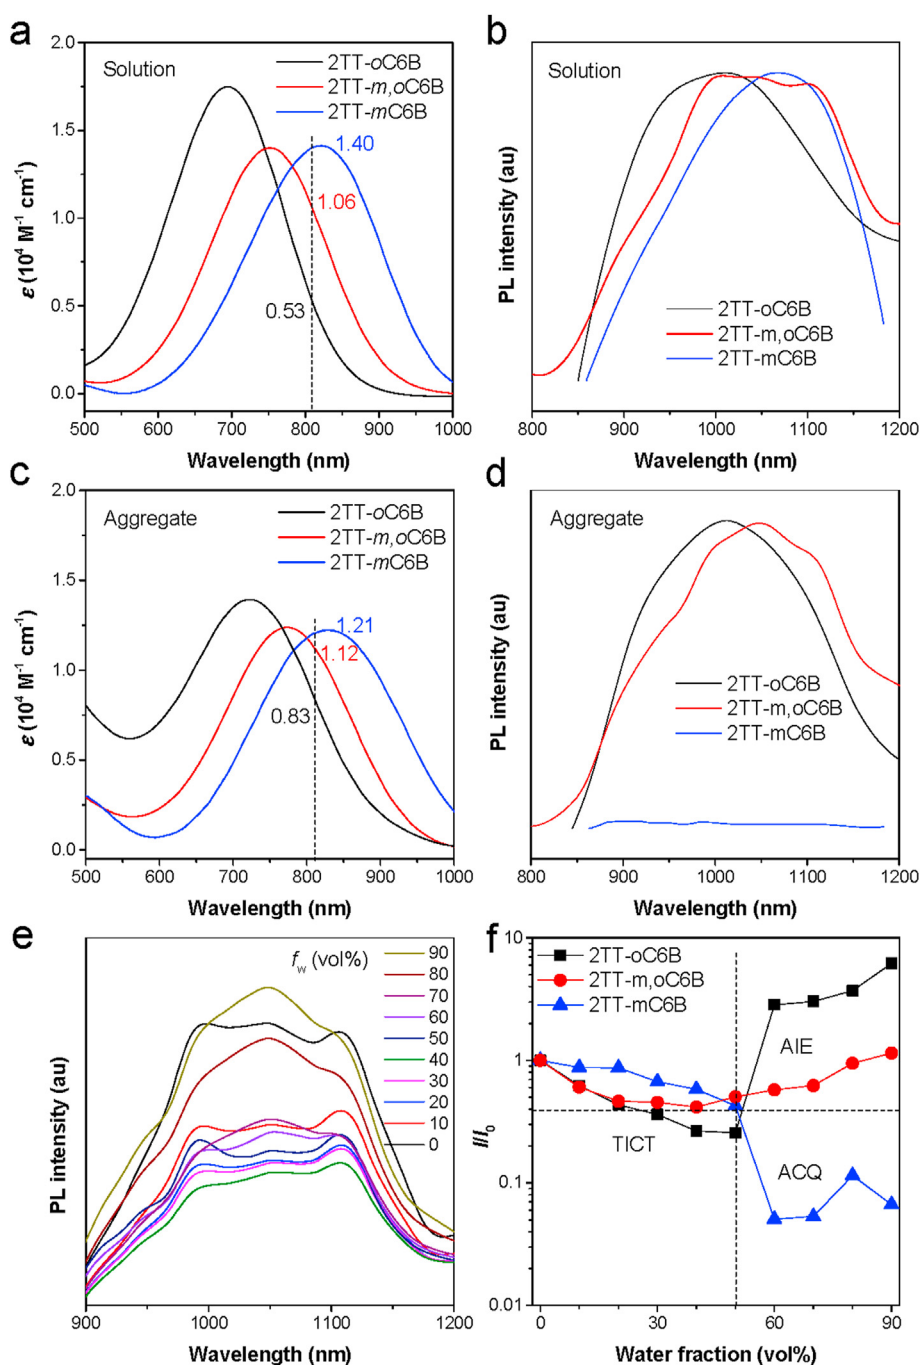 a
2.0
1.5
1.0
0.5
0.0
ε (10⁴ M⁻¹ cm⁻¹)
Solution
2TT-oC6B
2TT-m,oC6B
2TT-mC6B
1.40
1.06
0.53
500 600 700 800 900 1000
Wavelength (nm)
b
PL intensity (au)
2TT-oC6B
2TT-m,oC6B
2TT-mC6B
800 900 1000 1100 1200
Wavelength (nm)
c
2.0
1.5
1.0
0.5
0.0
ε (10⁴ M⁻¹ cm⁻¹)
Aggregate
2TT-oC6B
2TT-m,oC6B
2TT-mC6B
1.21
1.12
0.83
500 600 700 800 900 1000
Wavelength (nm)
d
PL intensity (au)
Aggregate
2TT-oC6B
2TT-m,oC6B
2TT-mC6B
800 900 1000 1100 1200
Wavelength (nm)
e
PL intensity (au)
fw (vol%)
90
80
70
60
50
40
30
20
10
0
900 1000 1100 1200
Wavelength (nm)
f
10
1
0.1
0.01
I/I₀
2TT-oC6B
2TT-m,oC6B
2TT-mC6B
AIE
TICT
ACQ
0 30 60 90
Water fraction (vol%)